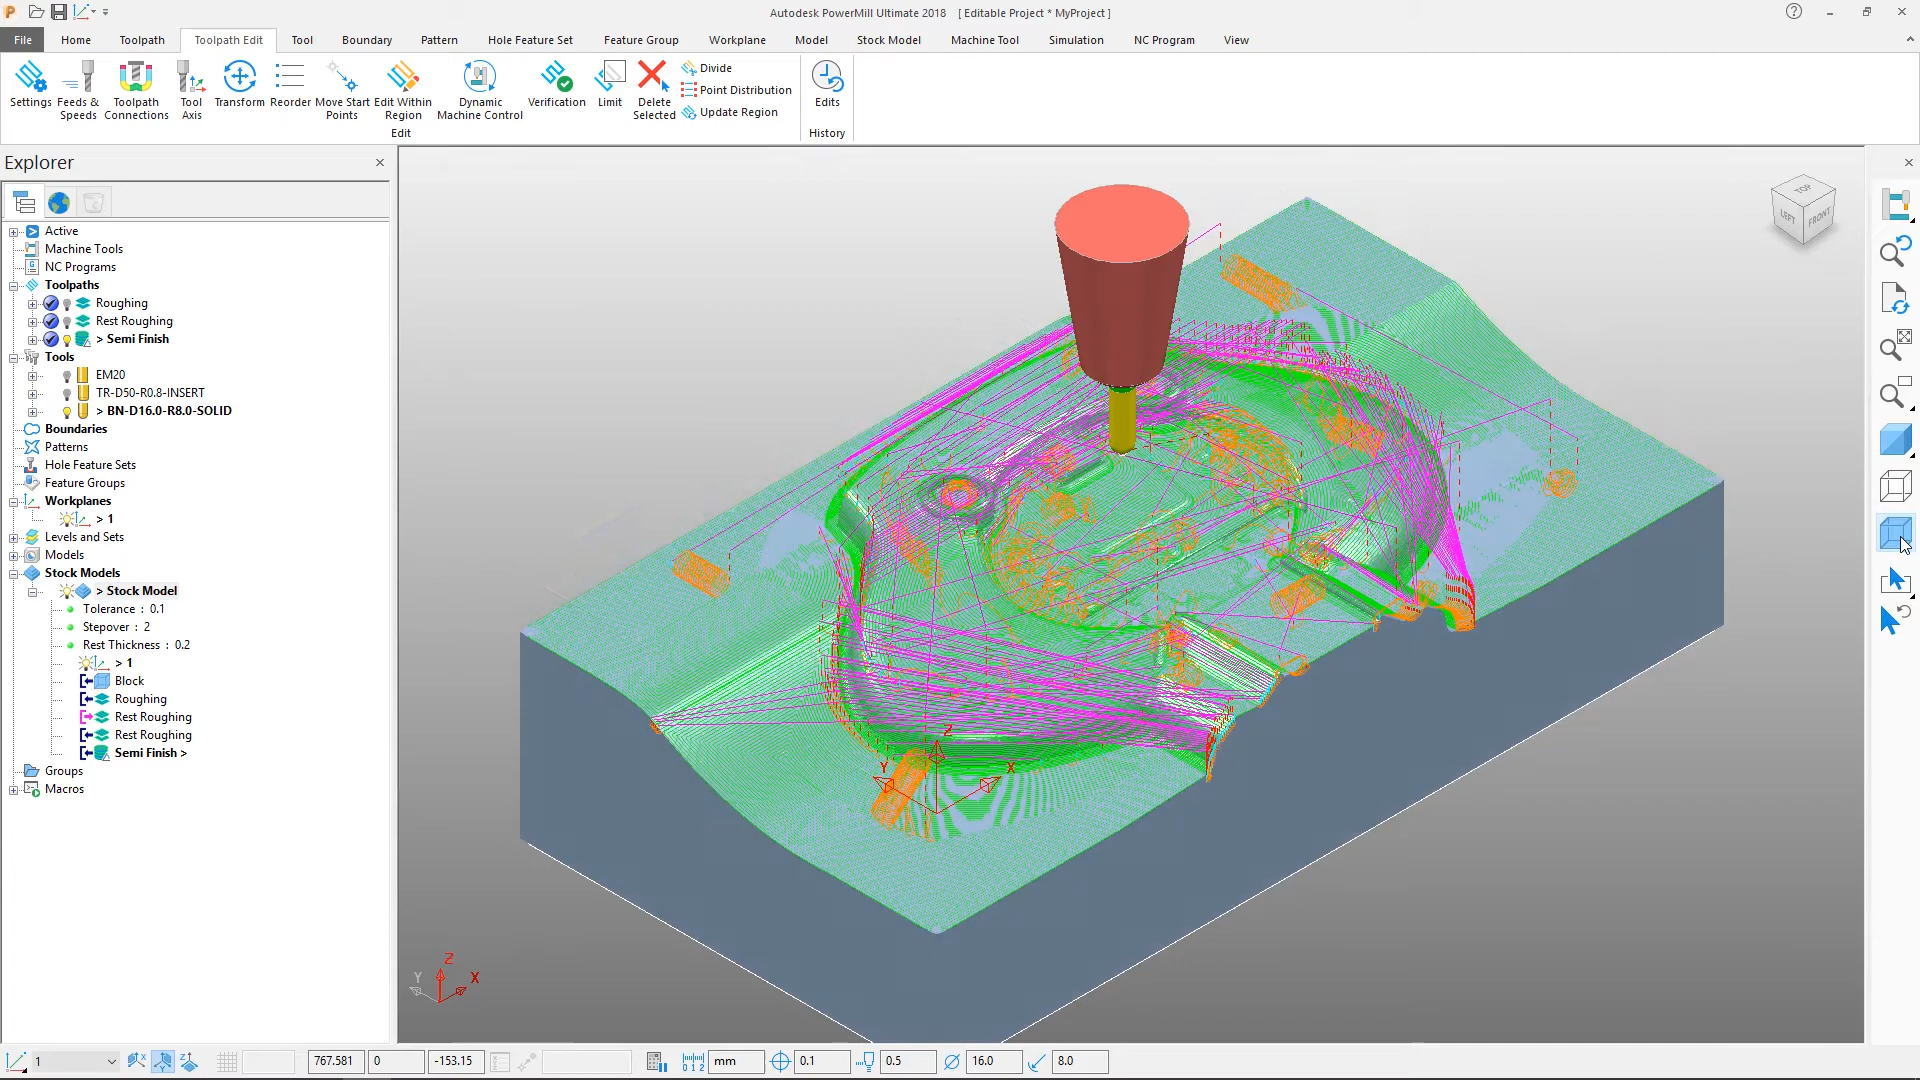 Autodesk PowerMill Ultimate 2018 [ Editable Project * MyProject ]
File Home Toolpath Toolpath Edit Tool Boundary Pattern Hole Feature Set Feature Group Workplane Model Stock Model Machine Tool Simulation NC Program View
Settings
Feeds & Speeds
Toolpath Connections
Tool Axis
Transform
Reorder
Move Start Points
Edit Within Region
Dynamic Machine Control
Verification
Limit
Delete Selected
Divide
Point Distribution
Update Region
Edits
Edit
History
Explorer
Active
Machine Tools
NC Programs
Toolpaths
Roughing
Rest Roughing
> Semi Finish
Tools
EM20
TR-D50-R0.8-INSERT
> BN-D16.0-R8.0-SOLID
Boundaries
Patterns
Hole Feature Sets
Feature Groups
Workplanes
> 1
Levels and Sets
Models
Stock Models
> Stock Model
Tolerance : 0.1
Stepover : 2
Rest Thickness : 0.2
> 1
Block
Roughing
Rest Roughing
Rest Roughing
Semi Finish >
Groups
Macros
TOP
LEFT FRONT
Z
Y X
Z
Y X
1 767.581 0 -153.15 mm 0.1 0.5 16.0 8.0